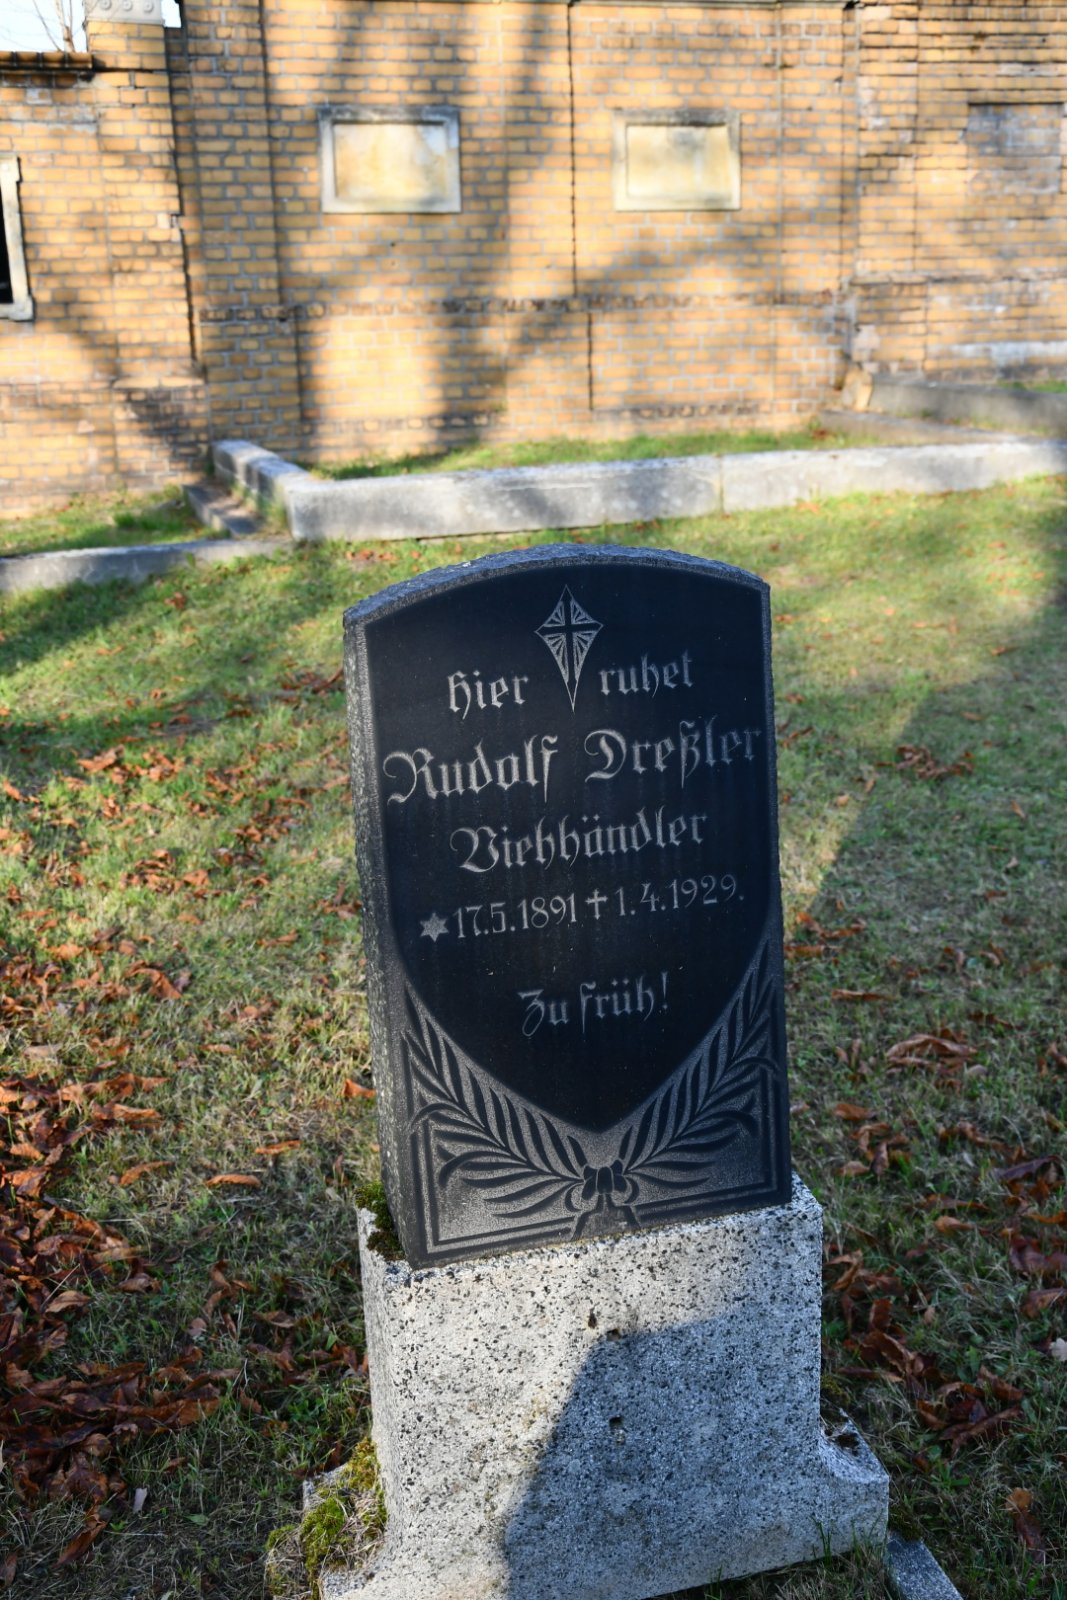 Hier ruhet
Rudolf Dreßler
Viehhändler
* 17.5.1891 † 1.4.1929.
Zu früh!